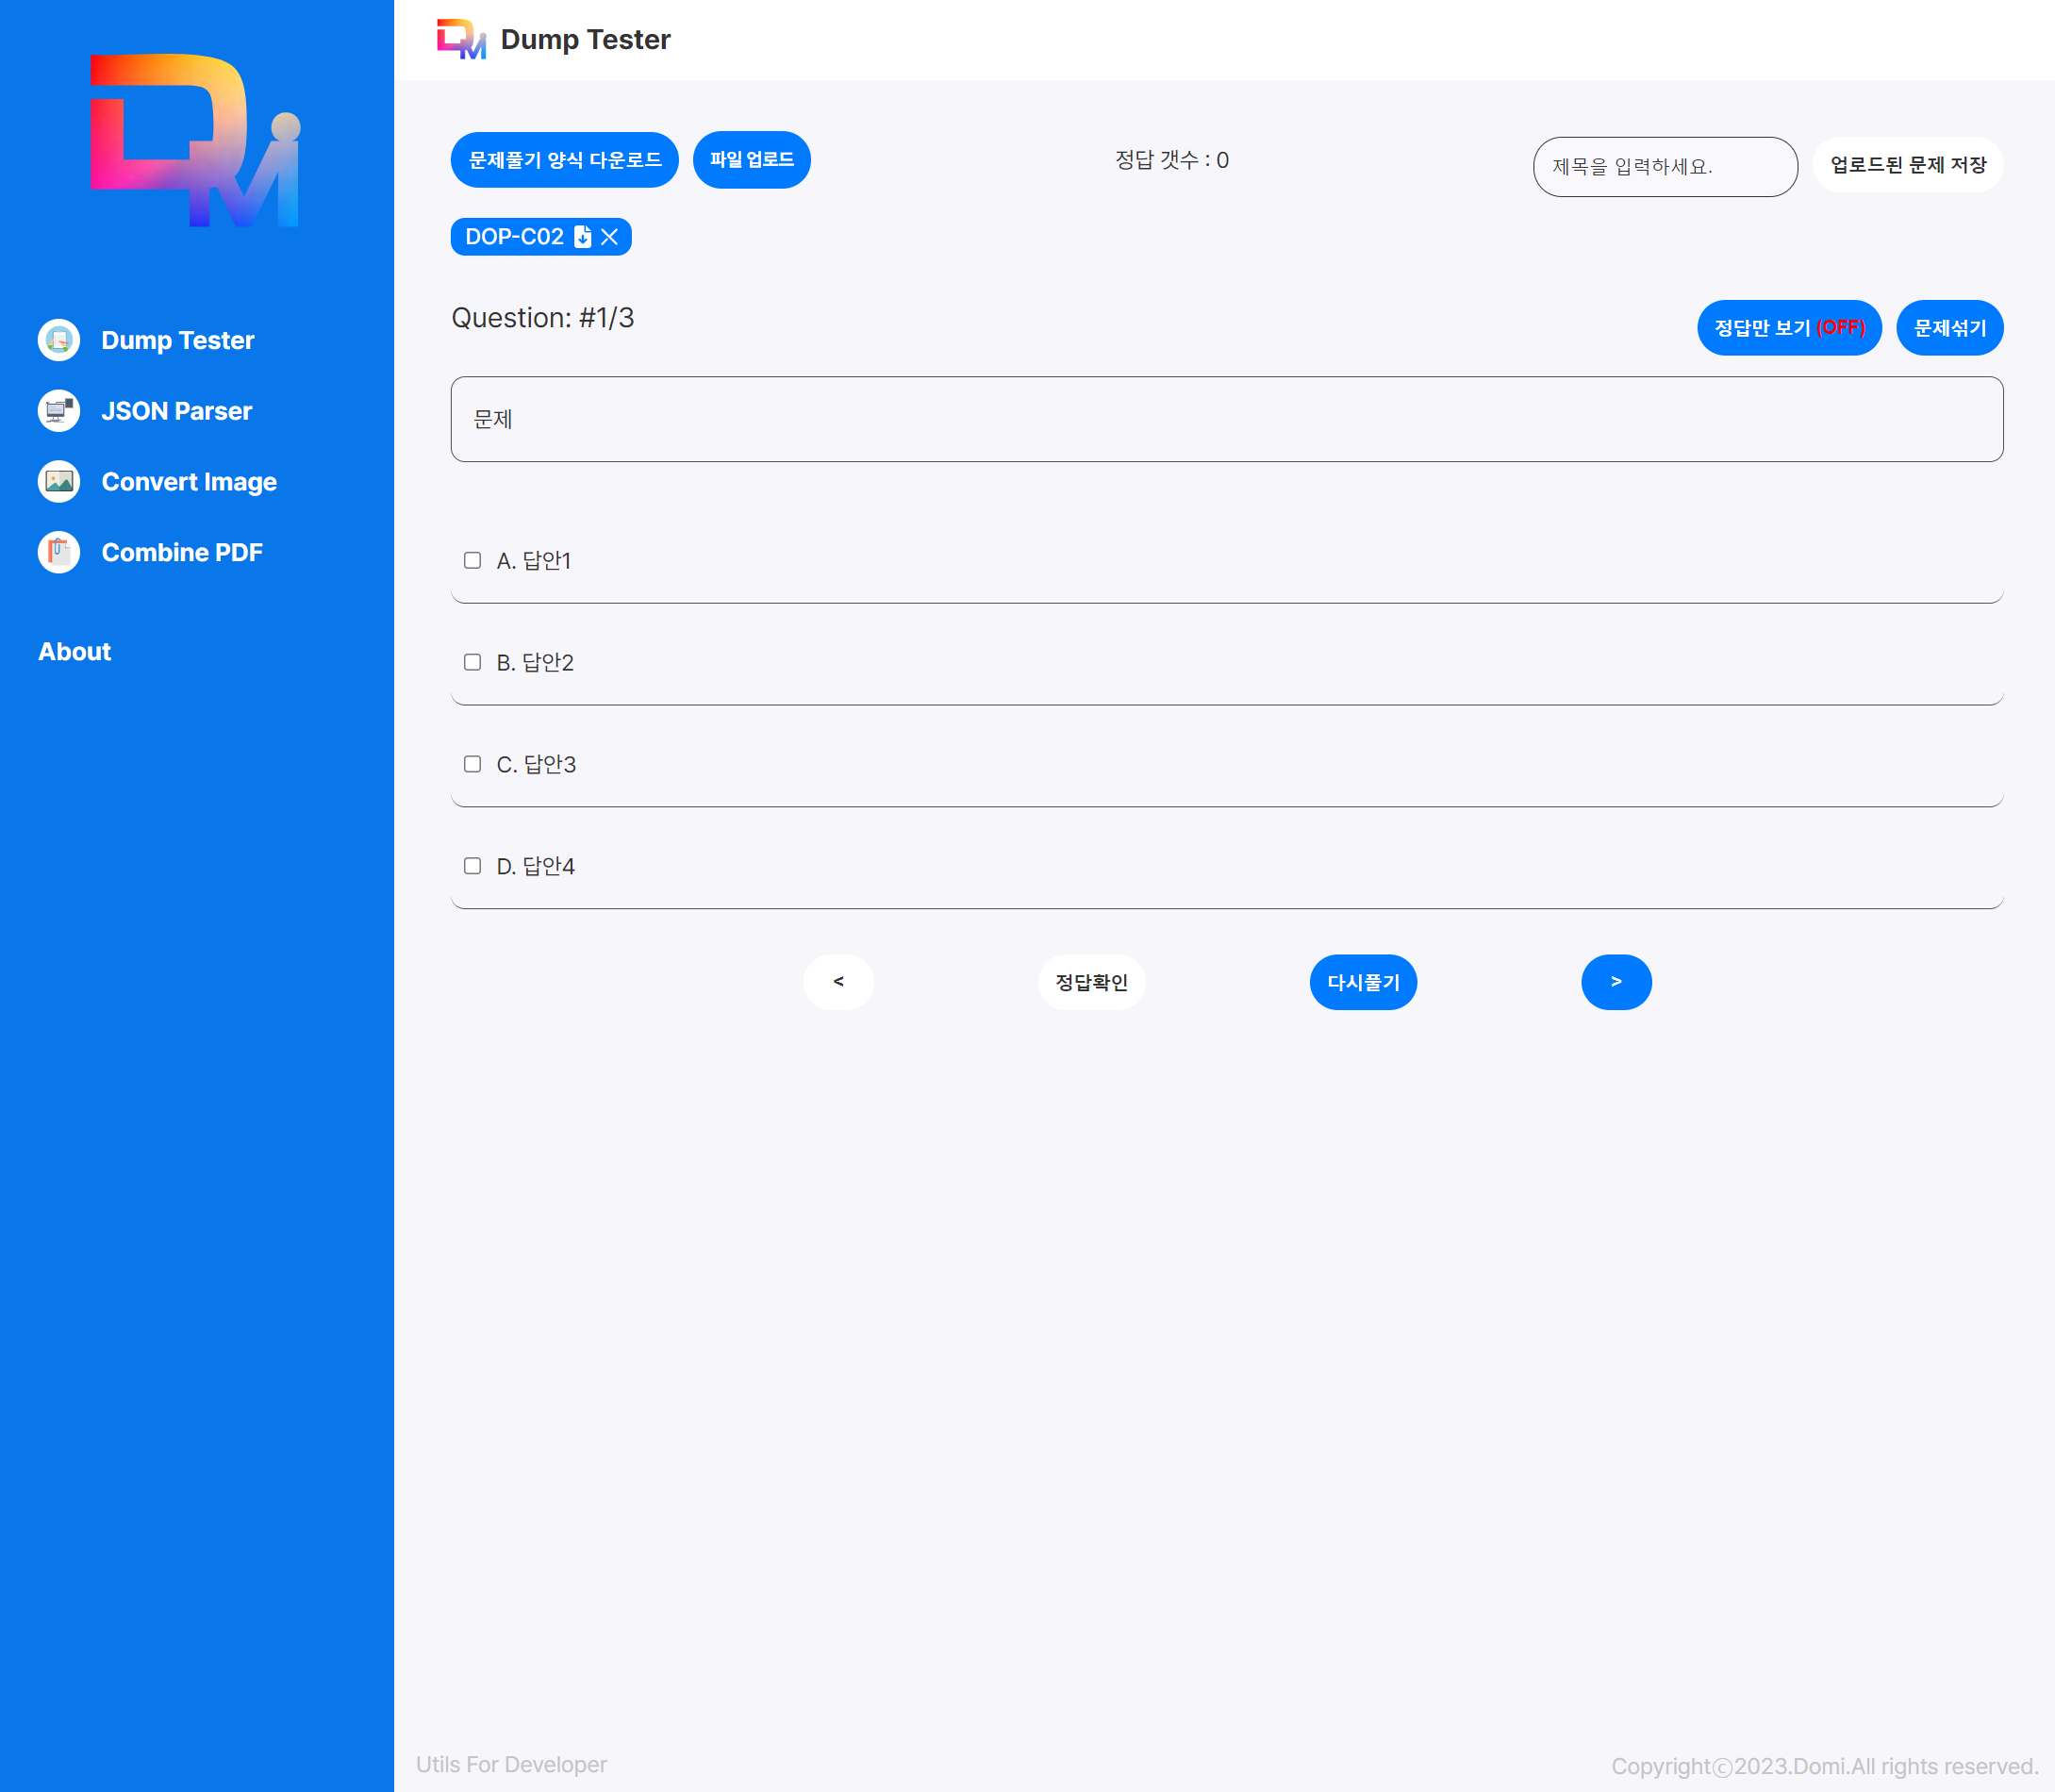 Dump Tester
Dump Tester
JSON Parser
Convert Image
Combine PDF
About
문제풀기 양식 다운로드
파일 업로드
정답 갯수 : 0
제목을 입력하세요.
업로드된 문제 저장
DOP-C02
Question: #1/3
정답만 보기 (OFF)
문제섞기
문제
A. 답안1
B. 답안2
C. 답안3
D. 답안4
<
정답확인
다시풀기
>
Utils For Developer
Copyrightⓒ2023.Domi.All rights reserved.